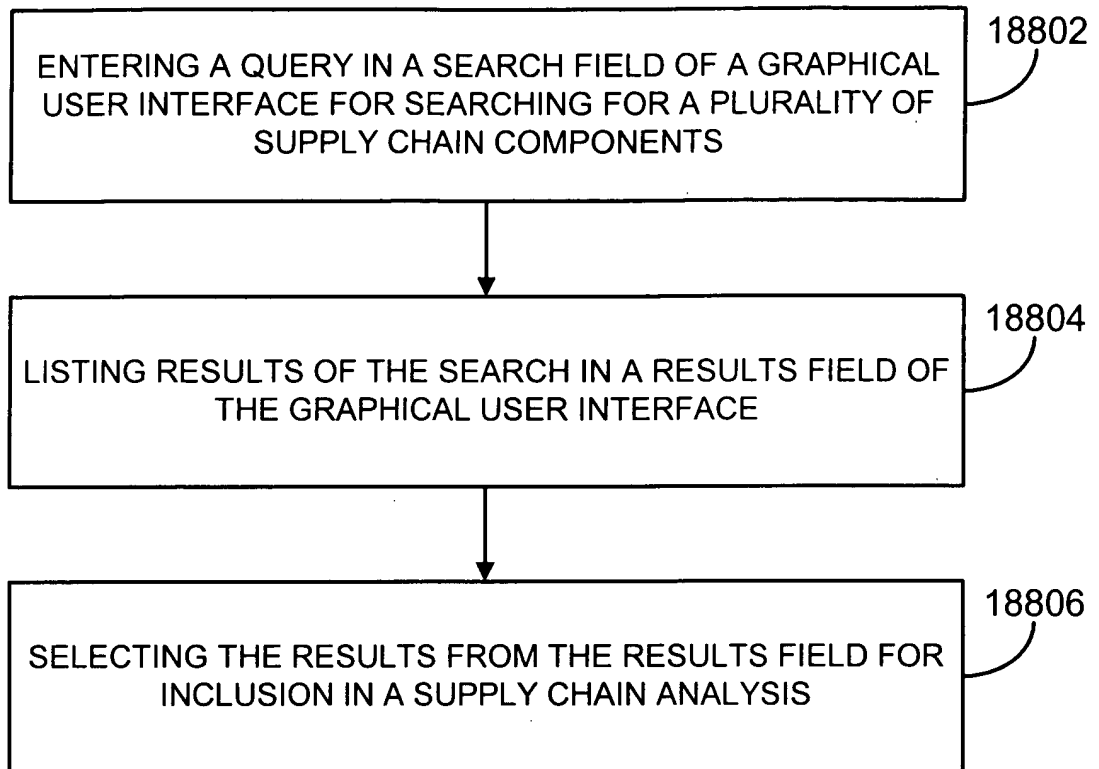 18802
ENTERING A QUERY IN A SEARCH FIELD OF A GRAPHICAL
USER INTERFACE FOR SEARCHING FOR A PLURALITY OF
SUPPLY CHAIN COMPONENTS
18804
LISTING RESULTS OF THE SEARCH IN A RESULTS FIELD OF
THE GRAPHICAL USER INTERFACE
18806
SELECTING THE RESULTS FROM THE RESULTS FIELD FOR
INCLUSION IN A SUPPLY CHAIN ANALYSIS